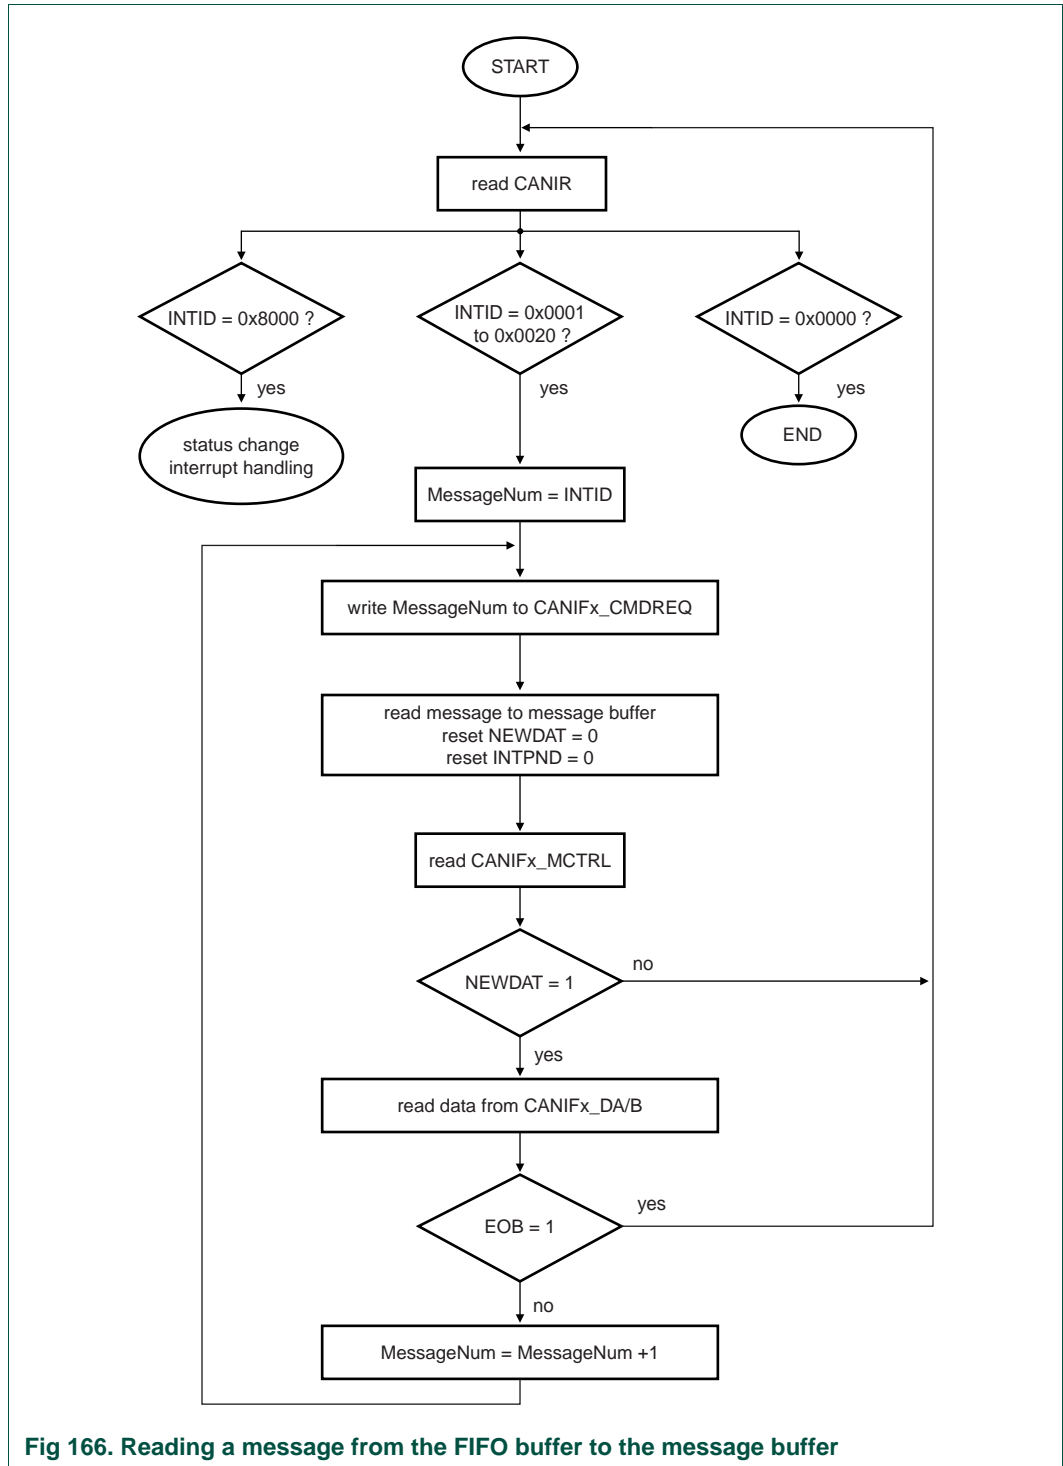 START
read CANIR
INTID = 0x8000 ?
INTID = 0x0001
to 0x0020 ?
INTID = 0x0000 ?
yes
yes
yes
status change
interrupt handling
END
MessageNum = INTID
write MessageNum to CANIFx_CMDREQ
read message to message buffer
reset NEWDAT = 0
reset INTPND = 0
read CANIFx_MCTRL
NEWDAT = 1
no
yes
read data from CANIFx_DA/B
EOB = 1
yes
no
MessageNum = MessageNum +1
Fig 166. Reading a message from the FIFO buffer to the message buffer